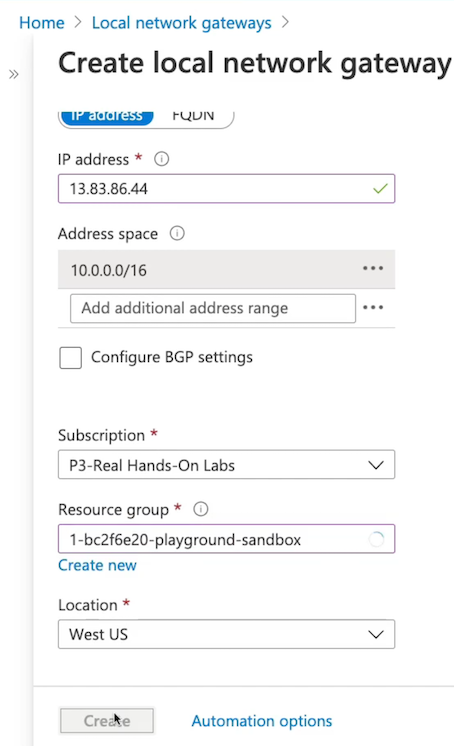 Home > Local network gateways >
»
Create local network gateway
IP address FQDN
IP address *
13.83.86.44
Address space
10.0.0.0/16 •••
Add additional address range •••
Configure BGP settings
Subscription *
P3-Real Hands-On Labs
Resource group *
1-bc2f6e20-playground-sandbox
Create new
Location *
West US
Create Automation options